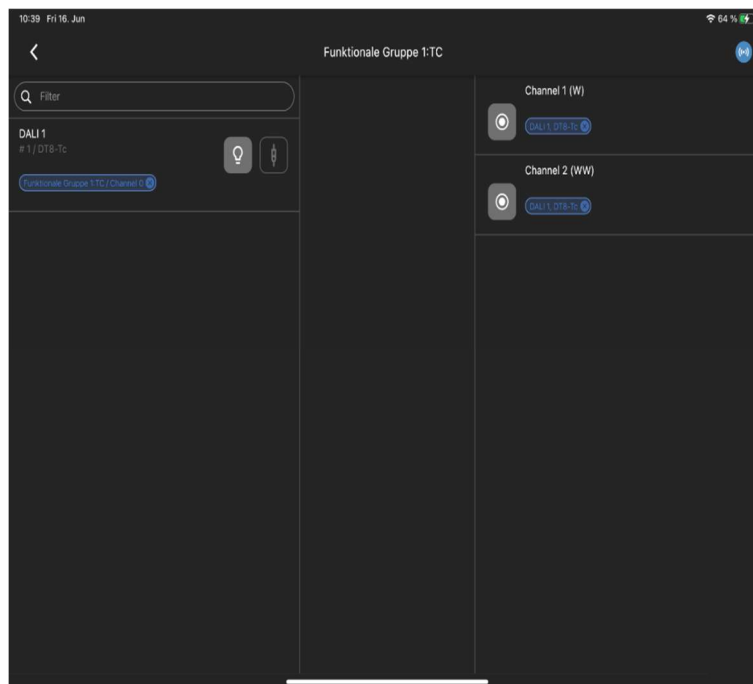 10:39 Fri 16. Jun
64 %
Funktionale Gruppe 1:TC
Filter
DALI 1
# 1 / DT8-Tc
Funktionale Gruppe 1:TC / Channel 0
Channel 1 (W)
DALI 1, DT8-Tc
Channel 2 (WW)
DALI 1, DT8-Tc